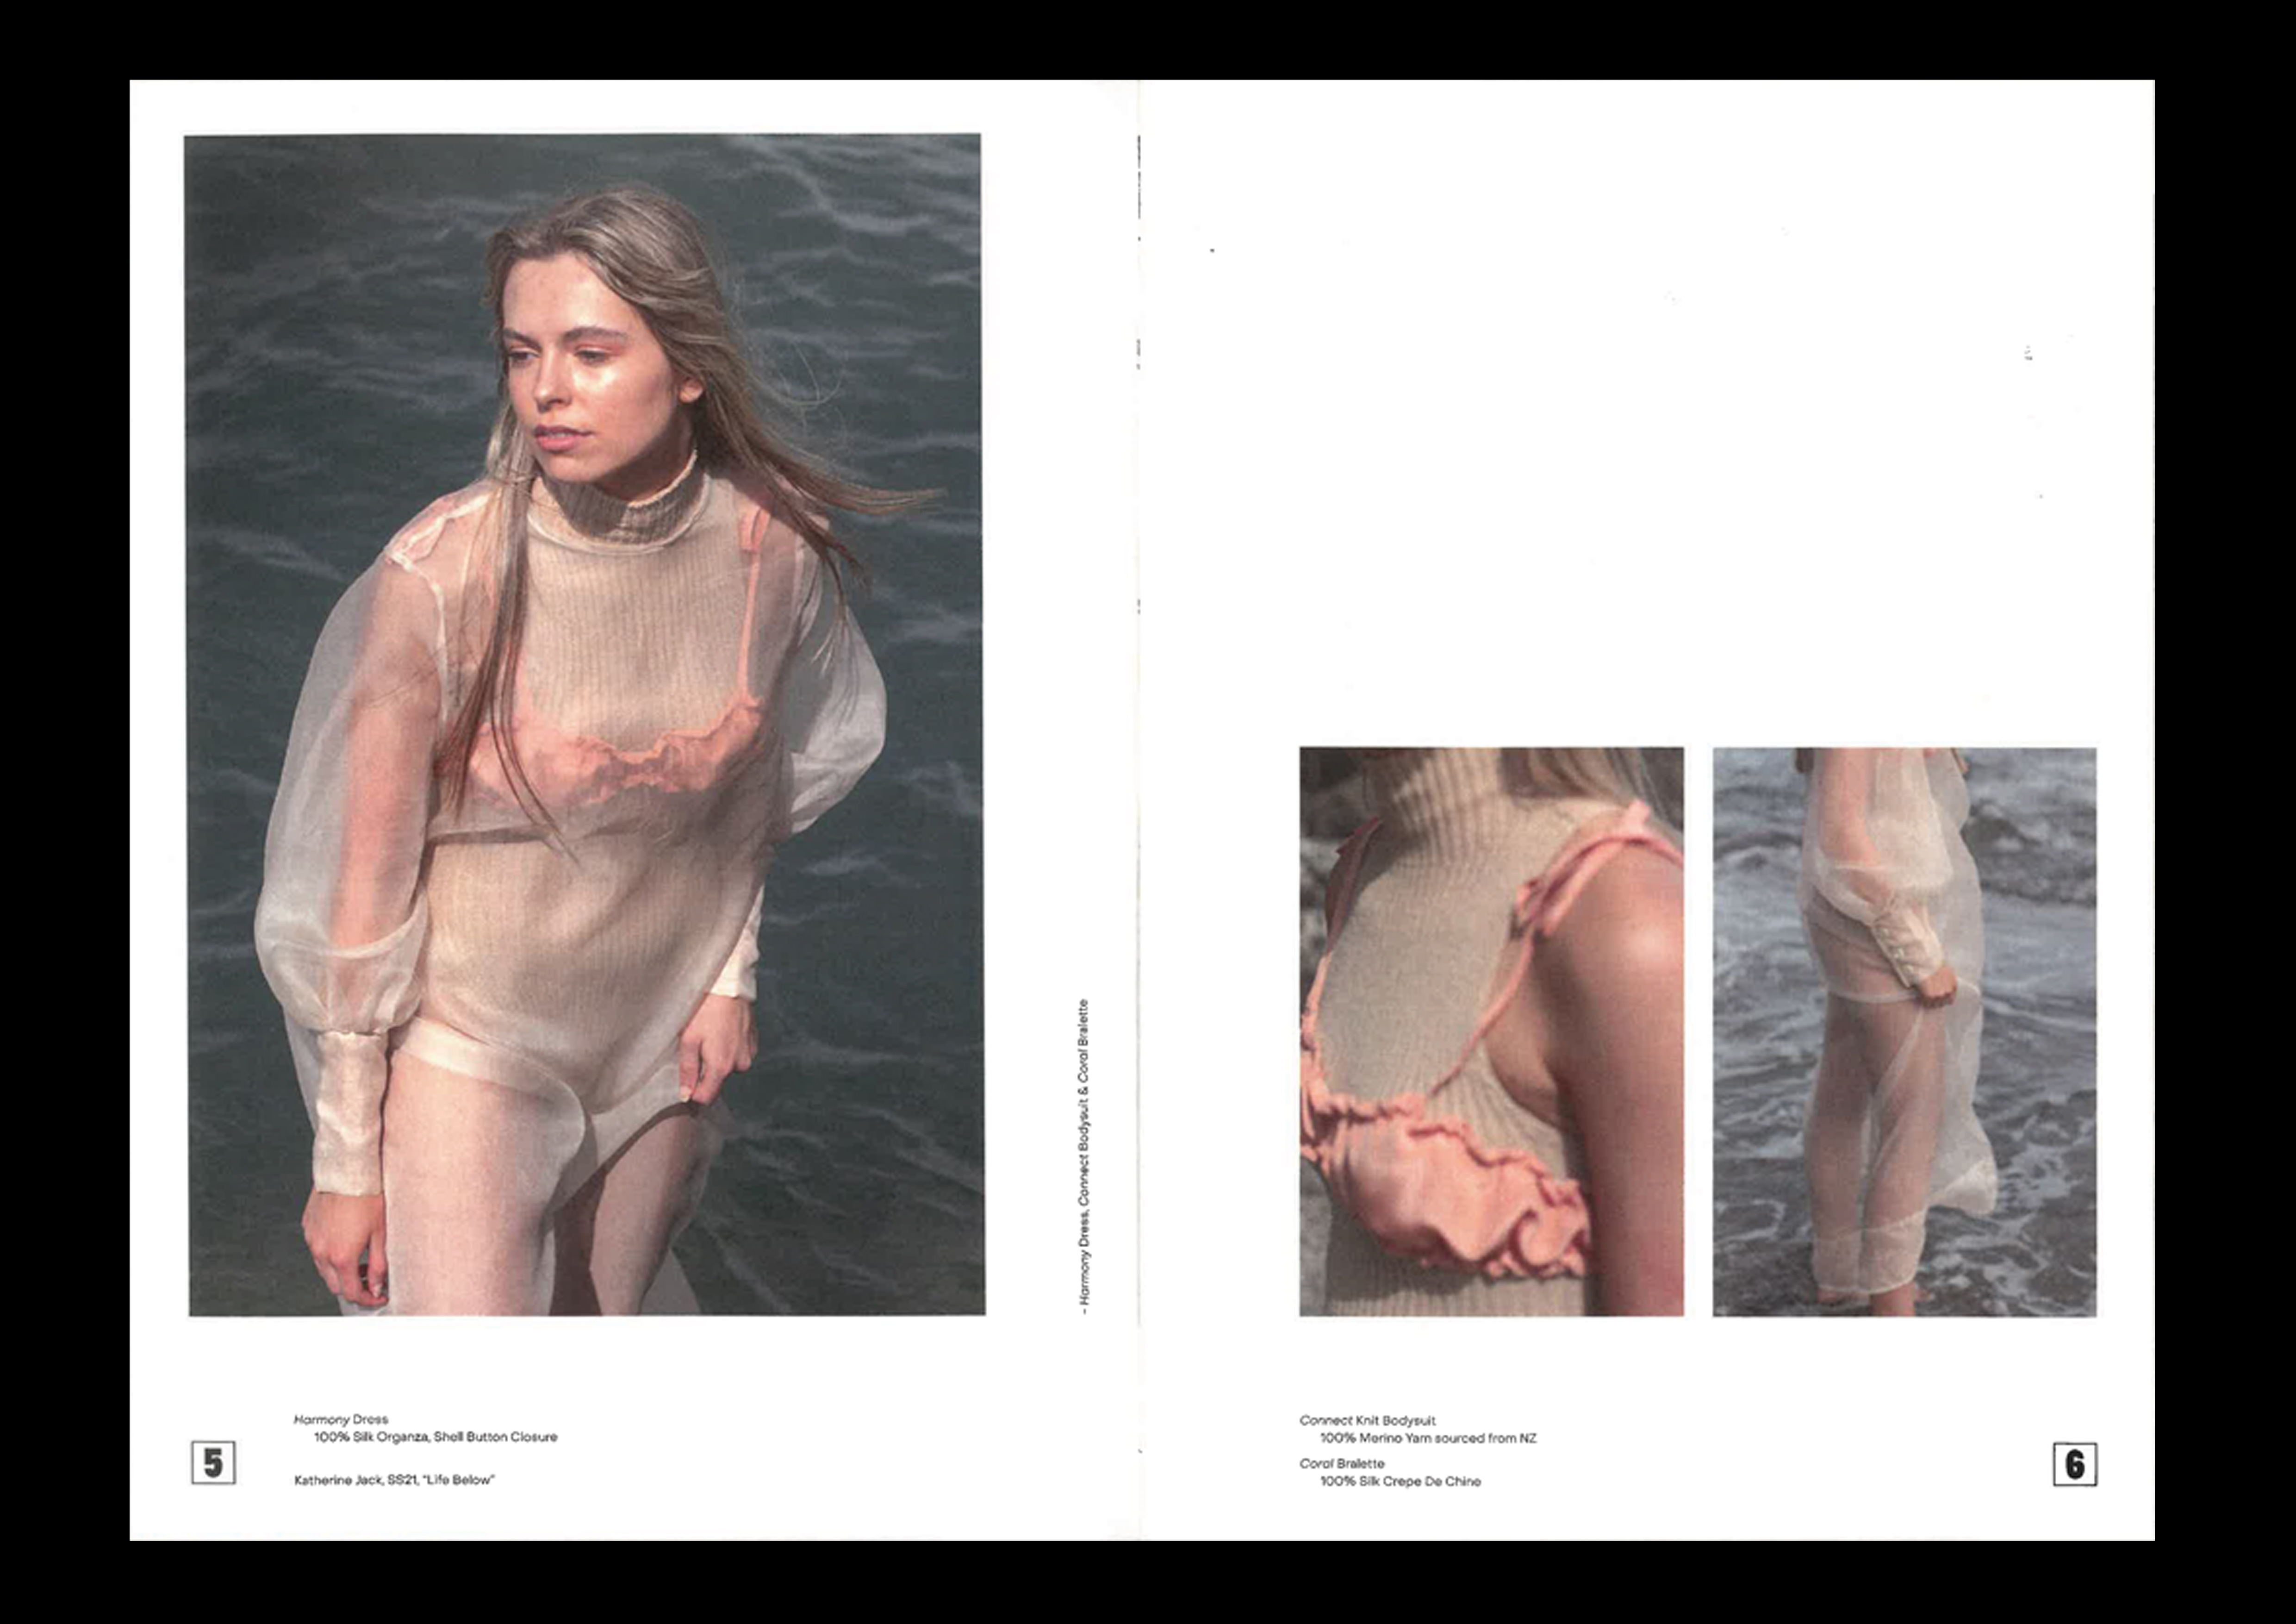 – Harmony Dress, Connect Bodysuit & Coral Bralette
Harmony Dress
100% Silk Organza, Shell Button Closure
Katherine Jack, SS21, “Life Below”
5
Connect Knit Bodysuit
100% Merino Yarn sourced from NZ
Coral Bralette
100% Silk Crepe De Chine
6